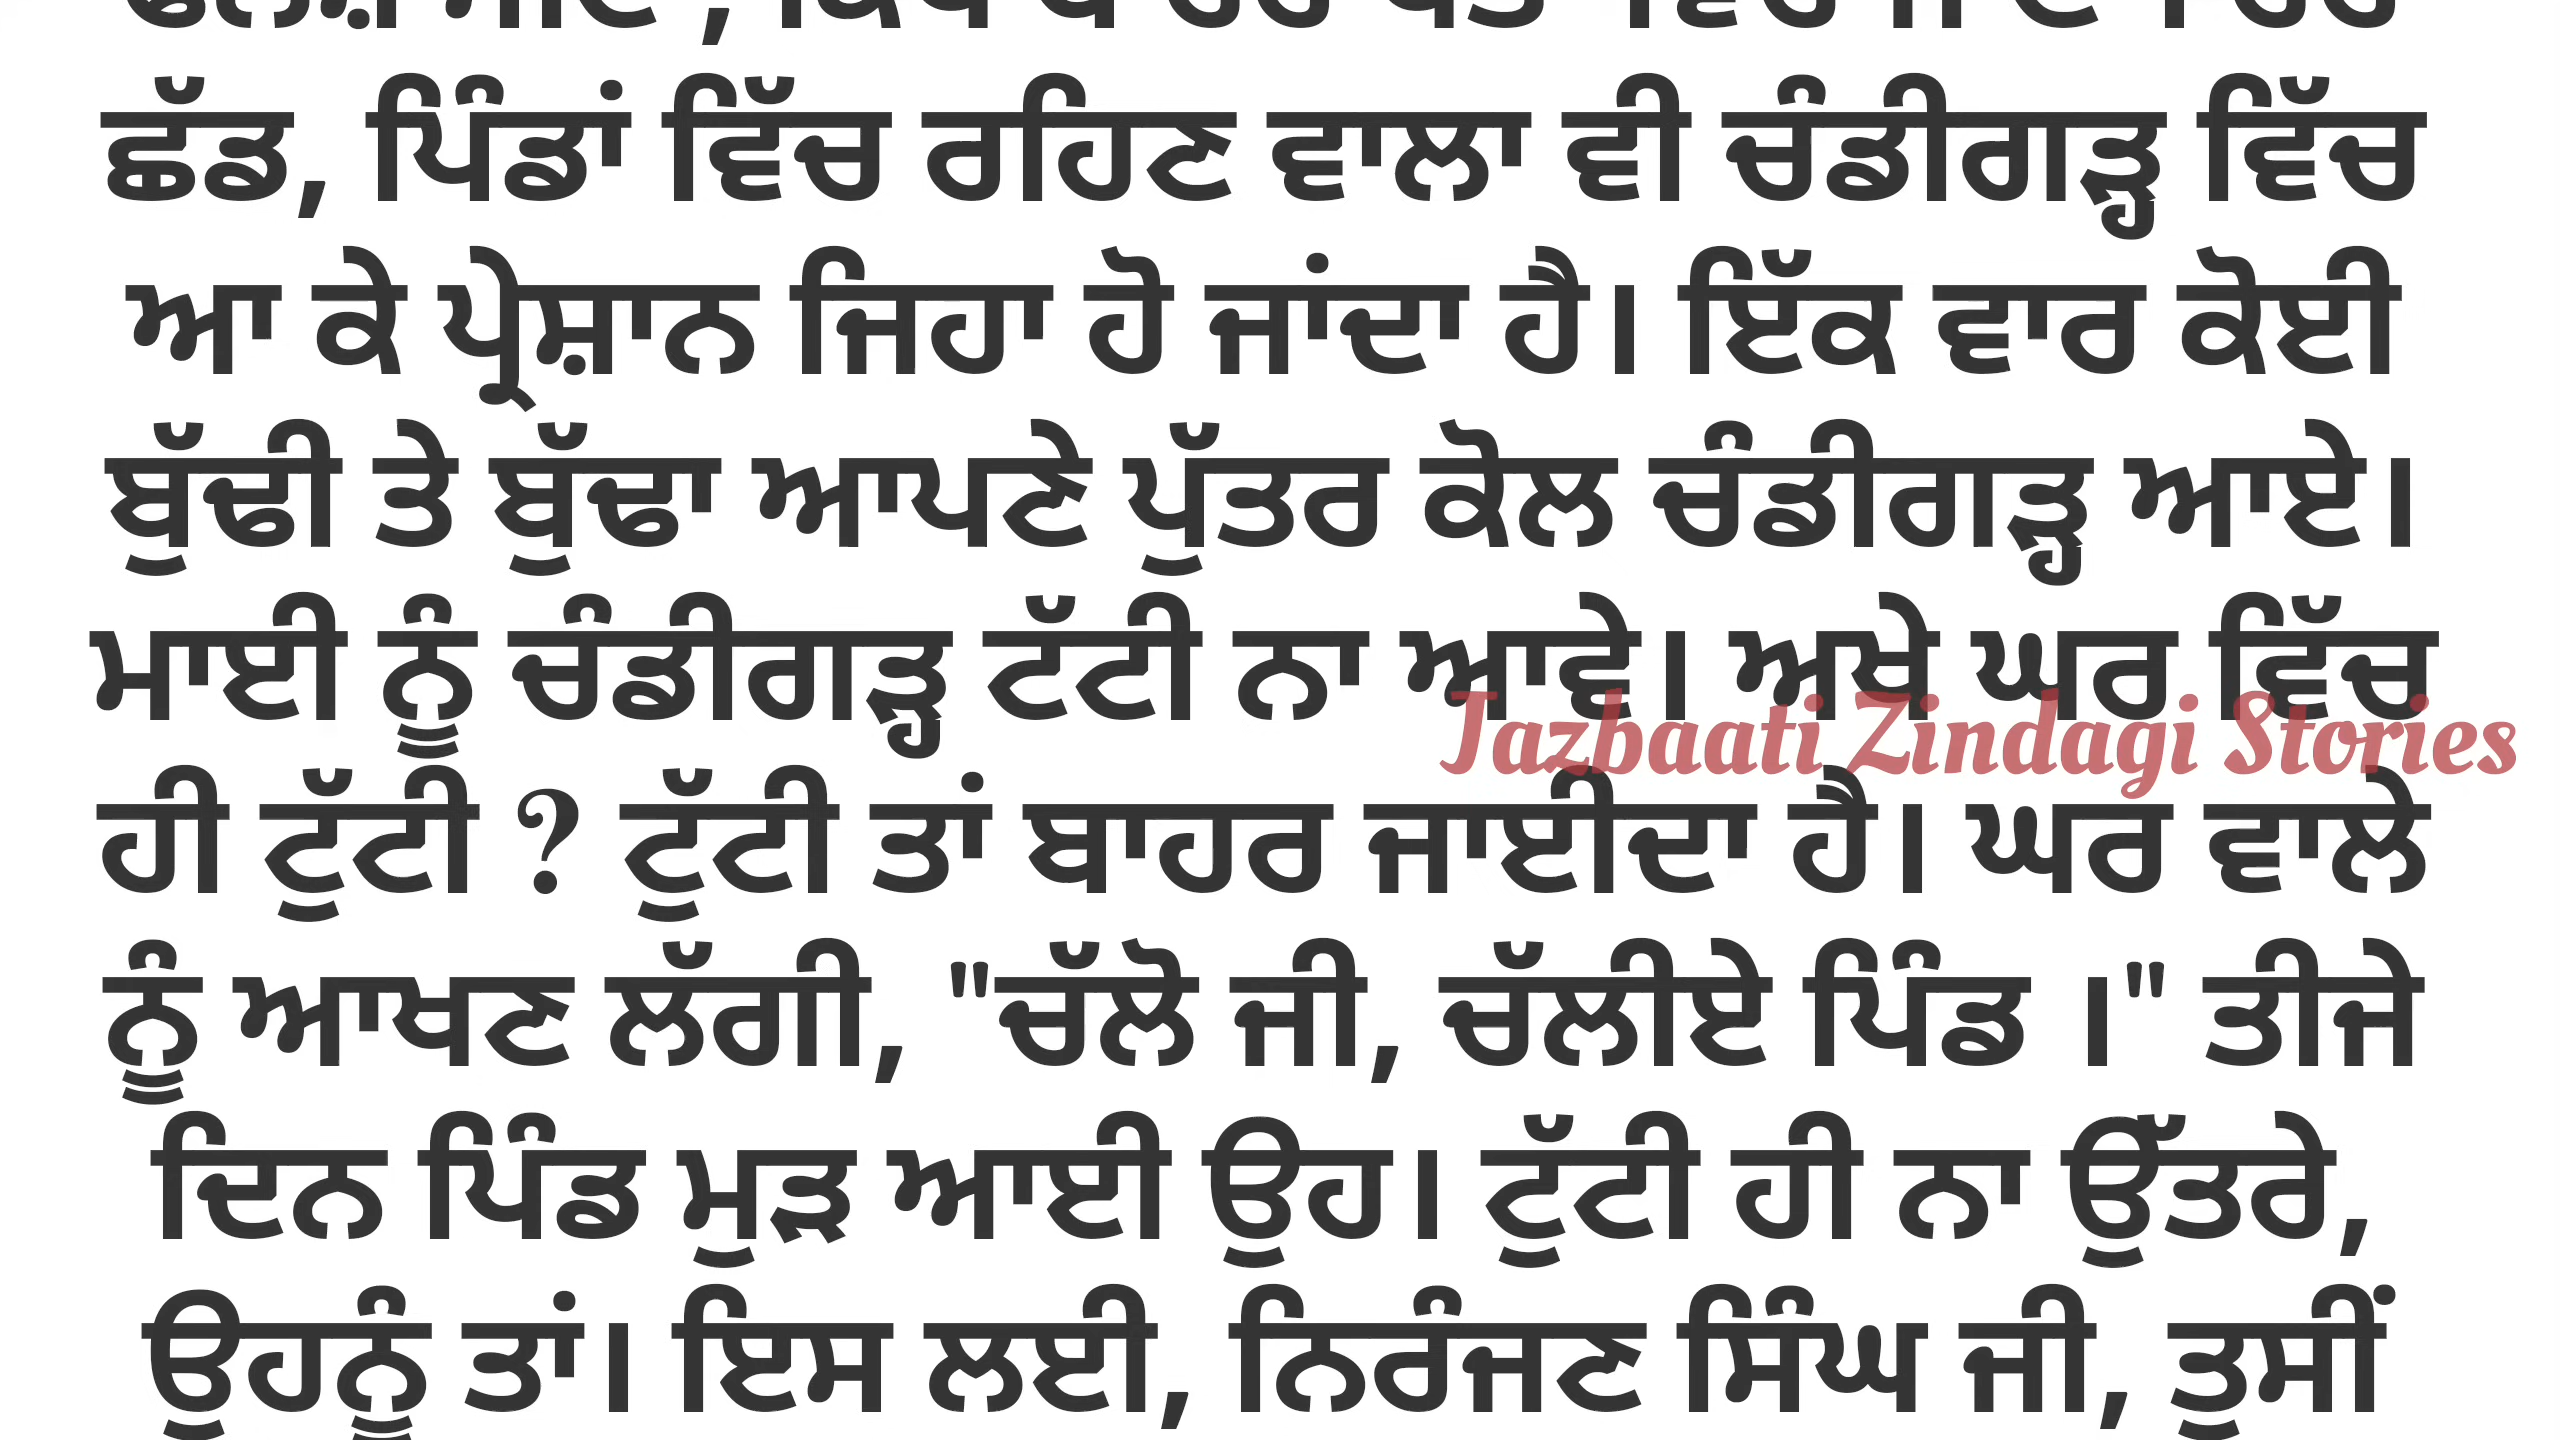 ਛੱਡ, ਪਿੰਡਾਂ ਵਿੱਚ ਰਹਿਣ ਵਾਲਾ ਵੀ ਚੰਡੀਗੜ੍ਹ ਵਿੱਚ
ਆ ਕੇ ਪ੍ਰੇਸ਼ਾਨ ਜਿਹਾ ਹੋ ਜਾਂਦਾ ਹੈ। ਇੱਕ ਵਾਰ ਕੋਈ
ਬੁੱਢੀ ਤੇ ਬੁੱਢਾ ਆਪਣੇ ਪੁੱਤਰ ਕੋਲ ਚੰਡੀਗੜ੍ਹ ਆਏ।
ਮਾਈ ਨੂੰ ਚੰਡੀਗੜ੍ਹ ਟੱਟੀ ਨਾ ਆਵੇ। ਅਖੇ ਘਰ ਵਿੱਚ
Jazbaati Zindagi Stories
ਹੀ ਟੁੱਟੀ ? ਟੁੱਟੀ ਤਾਂ ਬਾਹਰ ਜਾਈਦਾ ਹੈ। ਘਰ ਵਾਲੇ
ਨੂੰ ਆਖਣ ਲੱਗੀ, "ਚੱਲੋ ਜੀ, ਚੱਲੀਏ ਪਿੰਡ ।" ਤੀਜੇ
ਦਿਨ ਪਿੰਡ ਮੁੜ ਆਈ ਉਹ। ਟੁੱਟੀ ਹੀ ਨਾ ਉੱਤਰੇ,
ਉਹਨੂੰ ਤਾਂ। ਇਸ ਲਈ, ਨਿਰੰਜਣ ਸਿੰਘ ਜੀ, ਤੁਸੀਂ